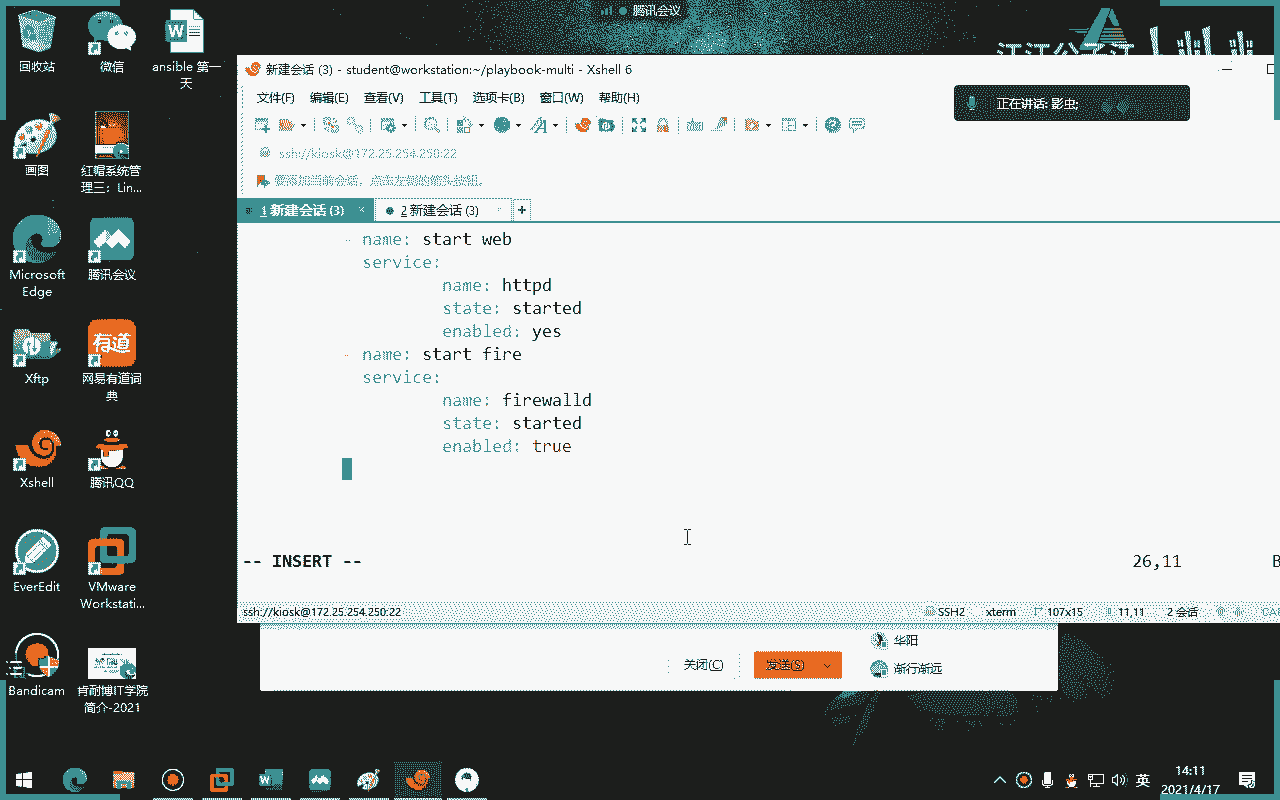 腾讯会议
回收站
微信
ansible 第一
天
画图
红帽系统管
理三：Lin...
Microsoft
Edge
腾讯会议
Xftp
有道
网易有道词
典
Xshell
腾讯QQ
EverEdit
VMware
Workstati...
Bandicam
肯耐博IT学院
简介-2021
新建会话 (3) - student@workstation:~/playbook-multi - Xshell 6
文件(F) 编辑(E) 查看(V) 工具(T) 选项卡(B) 窗口(W) 帮助(H)
正在讲话: 影虫;
ssh://kiosk@172.25.254.250:22
要添加当前会话，点击左侧的箭头按钮。
1 新建会话 (3) × 2 新建会话 (3) +
- name: start web
service:
name: httpd
state: started
enabled: yes
- name: start fire
service:
name: firewalld
state: started
enabled: true
-- INSERT -- 26,11 B
ssh://kiosk@172.25.254.250:22 SSH2 xterm 107x15 11,11 2 会话
关闭(C) 发送(S)
华阳
渐行渐远
英
14:11
2021/4/17